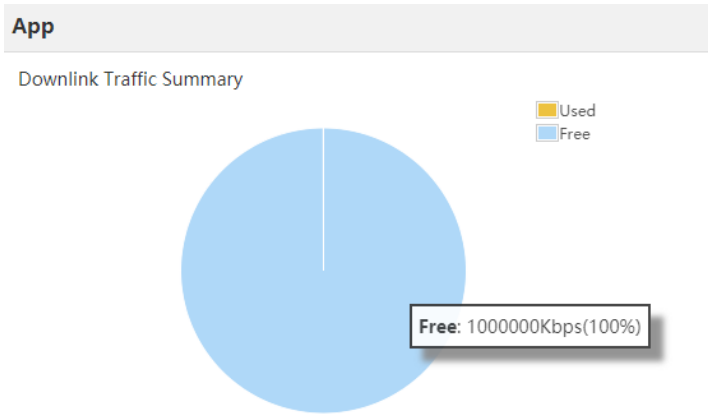 App
Downlink Traffic Summary
Used
Free
Free: 1000000Kbps(100%)